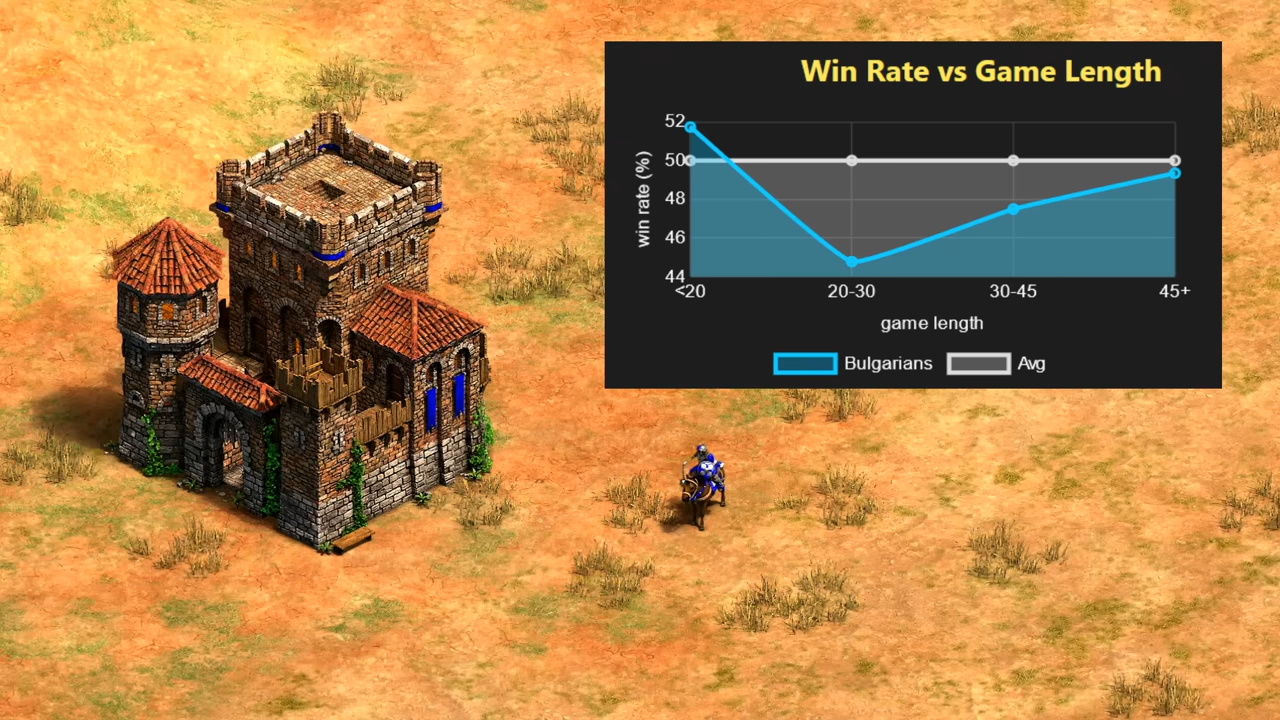 Win Rate vs Game Length
win rate (%)
52
50
48
46
44
<20 20-30 30-45 45+
game length
Bulgarians Avg